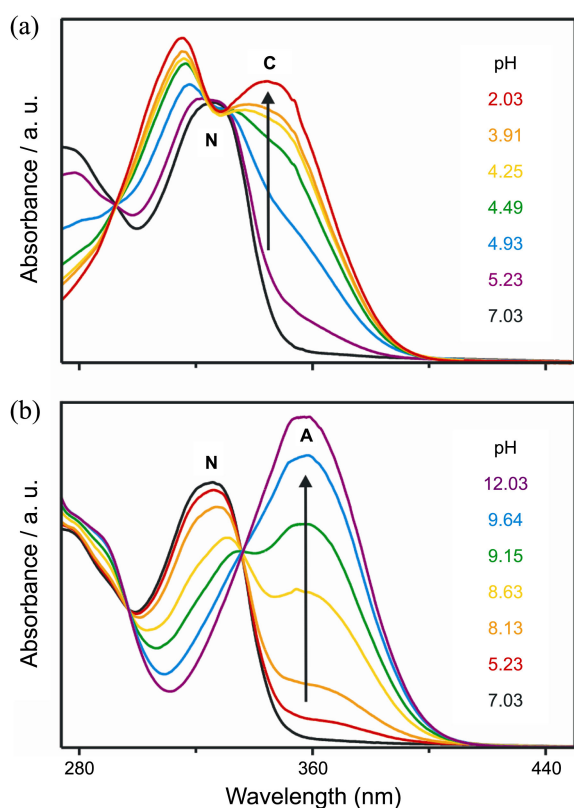 (a)
C
N
pH
2.03
3.91
4.25
4.49
4.93
5.23
7.03
Absorbance / a. u.
(b)
N
A
pH
12.03
9.64
9.15
8.63
8.13
5.23
7.03
Absorbance / a. u.
280
360
440
Wavelength (nm)